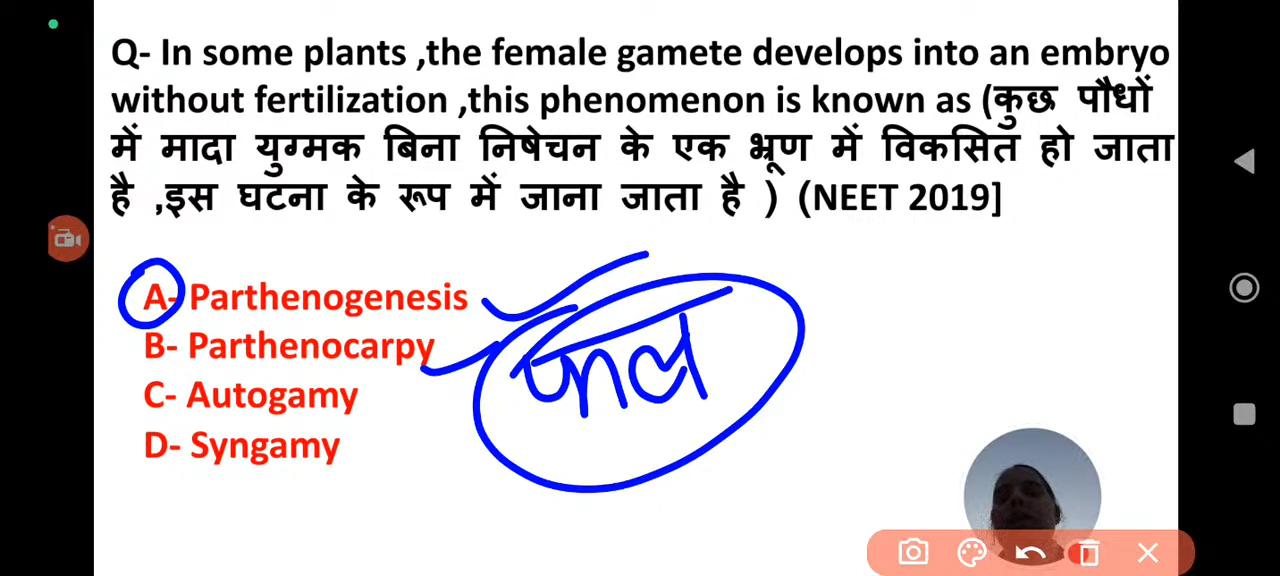 Q- In some plants ,the female gamete develops into an embryo
without fertilization ,this phenomenon is known as (कुछ पौधों
में मादा युग्मक बिना निषेचन के एक भ्रूण में विकसित हो जाता
है ,इस घटना के रूप में जाना जाता है ) (NEET 2019]
A- Parthenogenesis
B- Parthenocarpy
फल
C- Autogamy
D- Syngamy